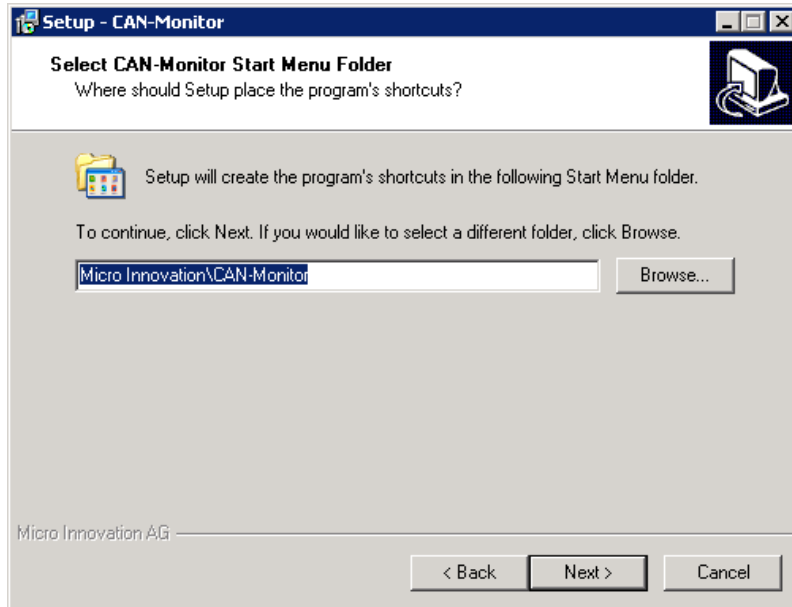 Setup - CAN-Monitor
Select CAN-Monitor Start Menu Folder
Where should Setup place the program's shortcuts?
Setup will create the program's shortcuts in the following Start Menu folder.
To continue, click Next. If you would like to select a different folder, click Browse.
Micro Innovation\CAN-Monitor
Browse...
Micro Innovation AG
< Back
Next >
Cancel